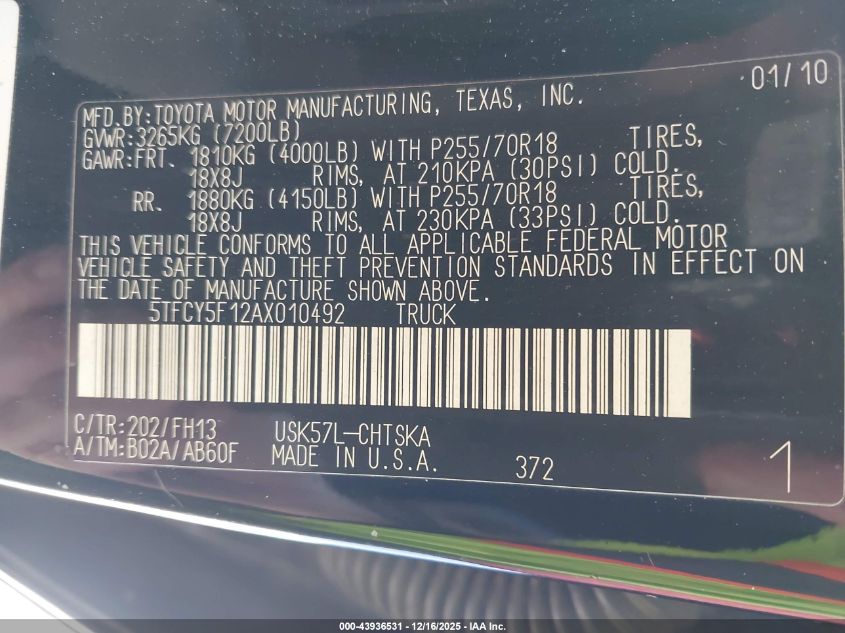 01/10
MFD.BY:TOYOTA MOTOR MANUFACTURING, TEXAS, INC.
GVWR:3265KG (7200LB)
GAWR:FRT. 1810KG (4000LB) WITH P255/70R18 TIRES,
18X8J RIMS, AT 210KPA (30PSI) COLD.
RR. 1880KG (4150LB) WITH P255/70R18 TIRES,
18X8J RIMS, AT 230KPA (33PSI) COLD.
THIS VEHICLE CONFORMS TO ALL APPLICABLE FEDERAL MOTOR
VEHICLE SAFETY AND THEFT PREVENTION STANDARDS IN EFFECT ON
THE DATE OF MANUFACTURE SHOWN ABOVE.
5TFCY5F12AX010492 TRUCK
C/TR:202/FH13 USK57L-CHTSKA
A/TM:B02A/AB60F MADE IN U.S.A. 372 1
000-43936531 - 12/16/2025 - IAA Inc.